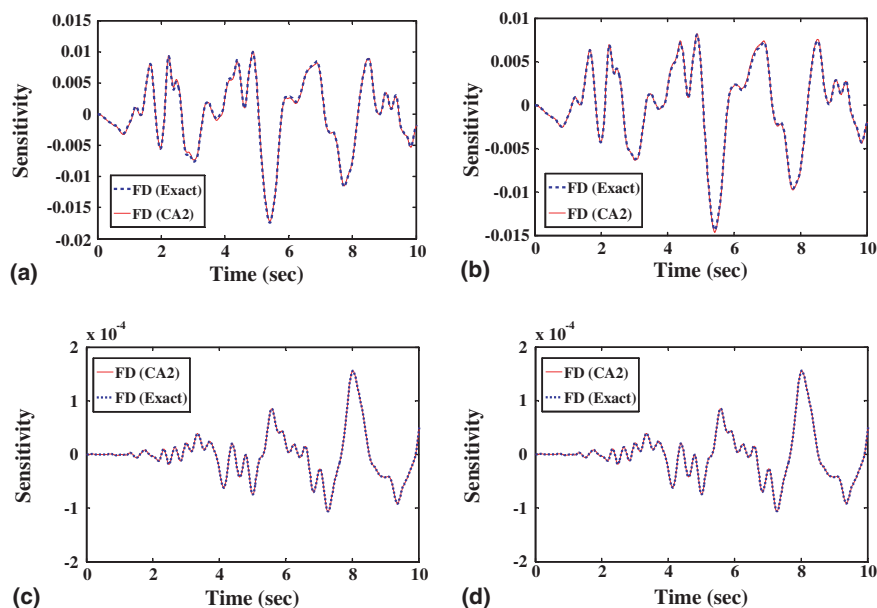 0.015
0.01
0.005
0
-0.005
-0.01
-0.015
-0.02
Sensitivity
FD (Exact)
FD (CA2)
0 2 4 6 8 10
Time (sec)
(a)
0.01
0.005
0
-0.005
-0.01
-0.015
Sensitivity
FD (Exact)
FD (CA2)
0 2 4 6 8 10
Time (sec)
(b)
x 10⁻⁴
2
1
0
-1
-2
Sensitivity
FD (CA2)
FD (Exact)
0 2 4 6 8 10
Time (sec)
(c)
x 10⁻⁴
2
1
0
-1
-2
Sensitivity
FD (CA2)
FD (Exact)
0 2 4 6 8 10
Time (sec)
(d)